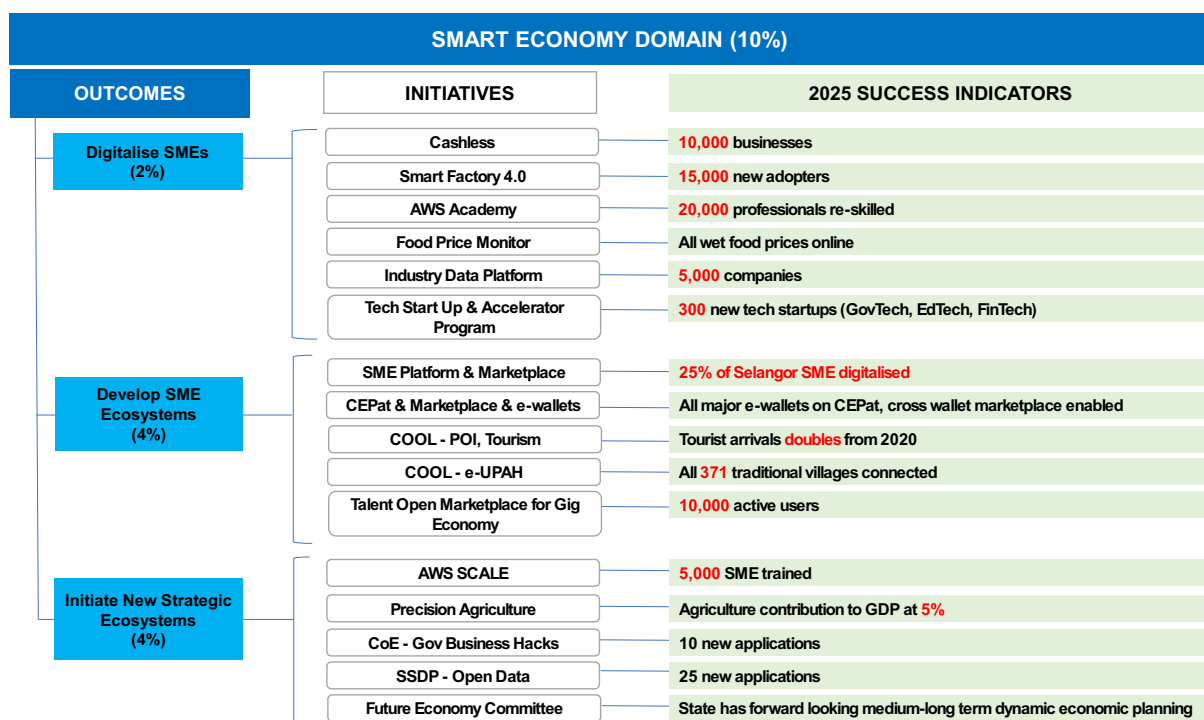 SMART ECONOMY DOMAIN (10%)
OUTCOMES
INITIATIVES
2025 SUCCESS INDICATORS
Digitalise SMEs
(2%)
Cashless
10,000 businesses
Smart Factory 4.0
15,000 new adopters
AWS Academy
20,000 professionals re-skilled
Food Price Monitor
All wet food prices online
Industry Data Platform
5,000 companies
Tech Start Up & Accelerator
Program
300 new tech startups (GovTech, EdTech, FinTech)
Develop SME
Ecosystems
(4%)
SME Platform & Marketplace
25% of Selangor SME digitalised
CEPat & Marketplace & e-wallets
All major e-wallets on CEPat, cross wallet marketplace enabled
COOL - POI, Tourism
Tourist arrivals doubles from 2020
COOL - e-UPAH
All 371 traditional villages connected
Talent Open Marketplace for Gig
Economy
10,000 active users
Initiate New Strategic
Ecosystems
(4%)
AWS SCALE
5,000 SME trained
Precision Agriculture
Agriculture contribution to GDP at 5%
CoE - Gov Business Hacks
10 new applications
SSDP - Open Data
25 new applications
Future Economy Committee
State has forward looking medium-long term dynamic economic planning